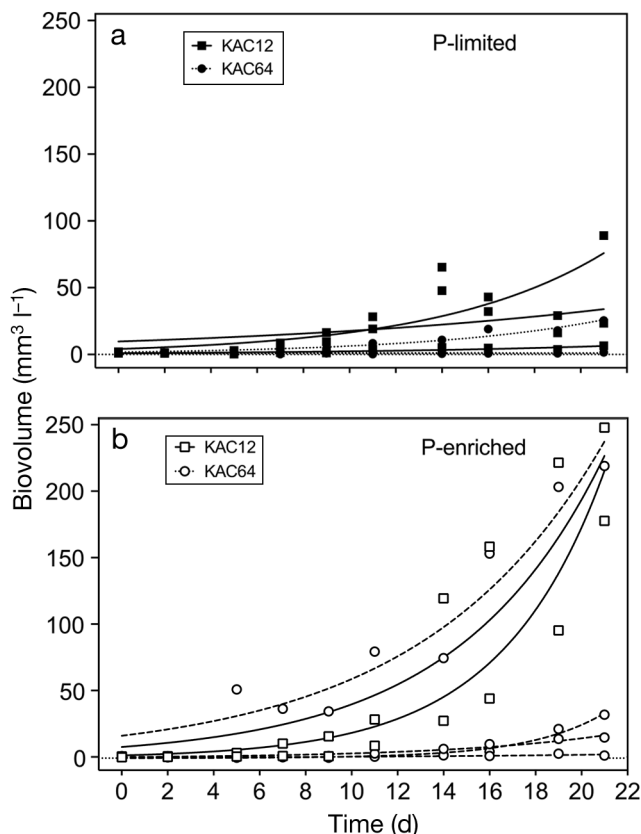 a
KAC12
KAC64
P-limited
250
200
150
100
50
0
Biovolume (mm³ l⁻¹)
b
KAC12
KAC64
P-enriched
250
200
150
100
50
0
0 2 4 6 8 10 11 14 16 18 20 22
Time (d)